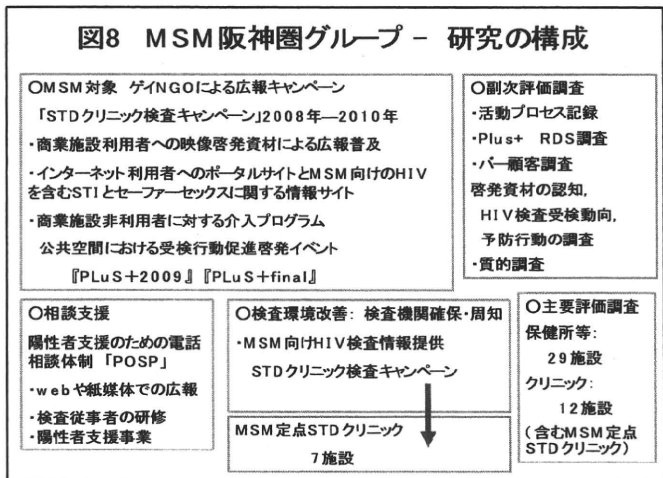 図8 MSM阪神圏グループ - 研究の構成
○MSM対象 ゲイNGOによる広報キャンペーン
「STDクリニック検査キャンペーン」2008年―2010年
・商業施設利用者への映像啓発資材による広報普及
・インターネット利用者へのポータルサイトとMSM向けのHIV
を含むSTIとセーファーセックスに関する情報サイト
・商業施設非利用者に対する介入プログラム
公共空間における受検行動促進啓発イベント
『PLuS+2009』『PLuS+final』
○副次評価調査
・活動プロセス記録
・Plus+ RDS調査
・バー顧客調査
啓発資材の認知,
HIV検査受検動向,
予防行動の調査
・質的調査
○相談支援
陽性者支援のための電話
相談体制「POSP」
・webや紙媒体での広報
・検査従事者の研修
・陽性者支援事業
○検査環境改善: 検査機関確保・周知
・MSM向けHIV検査情報提供
STDクリニック検査キャンペーン
MSM定点STDクリニック
7施設
○主要評価調査
保健所等:
29施設
クリニック:
12施設
(含むMSM定点
STDクリニック)